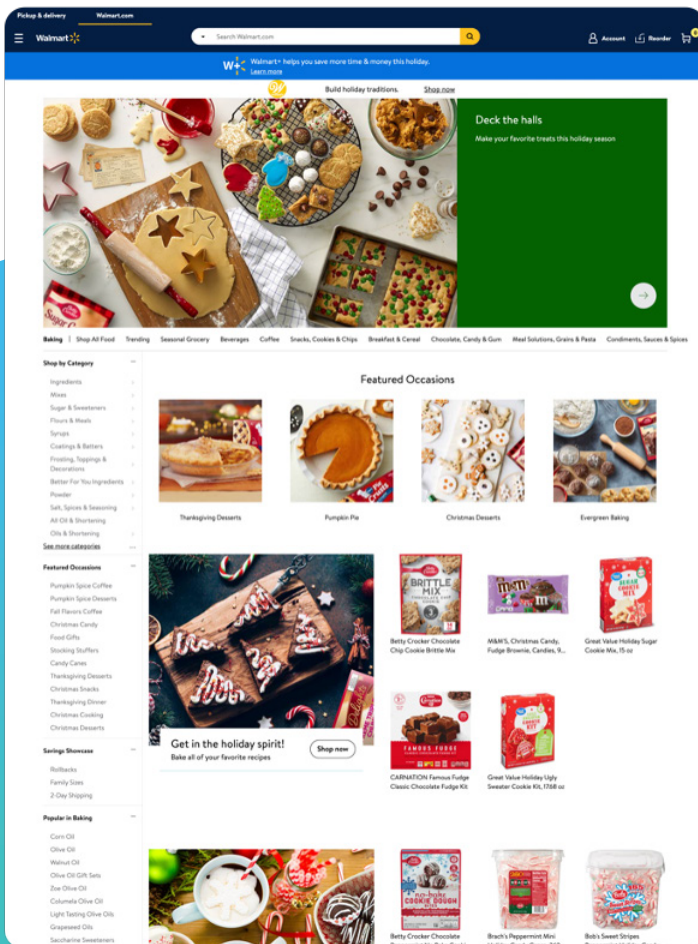 Pickup & delivery
Walmart.com
Walmart
Search Walmart.com
Account
Reorder
W+
Walmart+ helps you save more time & money this holiday.
Learn more
Build holiday traditions.
Shop now
Deck the halls
Make your favorite treats this holiday season
Baking | Shop All Food Trending Seasonal Grocery Beverages Coffee Snacks, Cookies & Chips Breakfast & Cereal Chocolate, Candy & Gum Meal Solutions, Grains & Pasta Condiments, Sauces & Spices
Shop by Category
Ingredients
Mixes
Sugar & Sweeteners
Flours & Meals
Syrups
Coatings & Batters
Frosting, Toppings &
Decorations
Better For You Ingredients
Powder
Salt, Spices & Seasoning
All Oil & Shortening
Oils & Shortening
See more categories
Featured Occasions
Pumpkin Spice Coffee
Pumpkin Spice Desserts
Fall Flavors Coffee
Christmas Candy
Food Gifts
Stocking Stuffers
Candy Canes
Thanksgiving Desserts
Christmas Snacks
Thanksgiving Dinner
Christmas Cooking
Christmas Desserts
Savings Showcase
Rollbacks
Family Sizes
2-Day Shipping
Popular in Baking
Corn Oil
Olive Oil
Walnut Oil
Olive Oil Gift Sets
Zoe Olive Oil
Columela Olive Oil
Light Tasting Olive Oils
Grapeseed Oils
Saccharine Sweeteners
Featured Occasions
Thanksgiving Desserts
Pumpkin Pie
Christmas Desserts
Evergreen Baking
Get in the holiday spirit!
Bake all of your favorite recipes
Shop now
BRITTLE
MIX
Betty Crocker Chocolate
Chip Cookie Brittle Mix
m&m's
M&M'S, Christmas Candy,
Fudge Brownie, Candies, 9...
SUGAR
COOKIE
MIX
Great Value Holiday Sugar
Cookie Mix, 15 oz
Carnation
FAMOUS FUDGE
CARNATION Famous Fudge
Classic Chocolate Fudge Kit
Great Value Holiday Ugly
Sweater Cookie Kit, 17.68 oz
no-bake
COOKIE DOUGH
BITES
Betty Crocker Chocolate
Brach's Peppermint Mini
Bob's Sweet Stripes